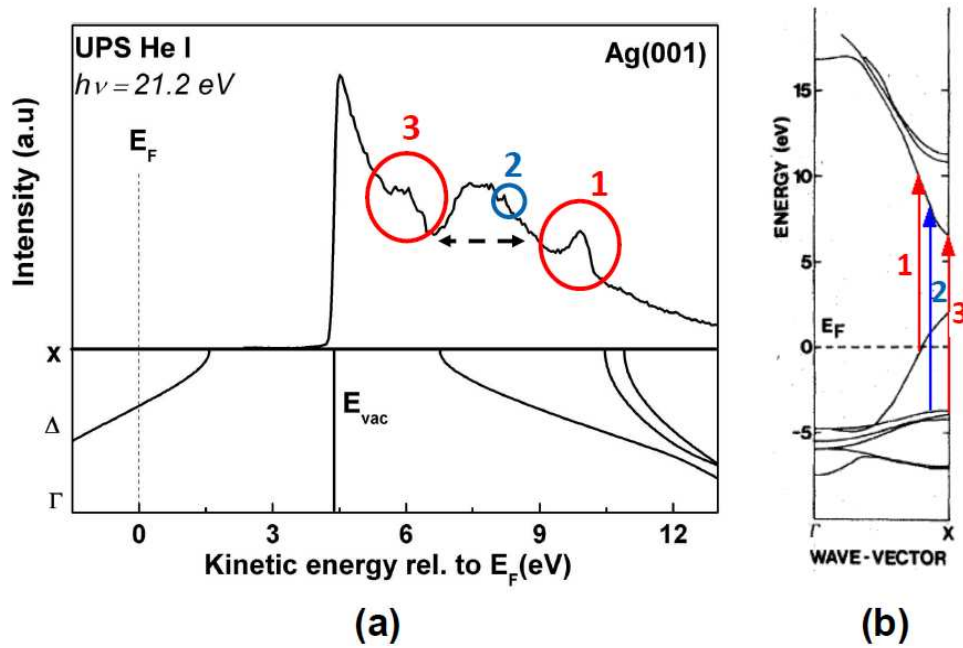 UPS He I
hν = 21.2 eV
Ag(001)
E_F
3
2
1
Intensity (a.u)
X
Δ
Γ
E_vac
0 3 6 9 12
Kinetic energy rel. to E_F(eV)
(a)
ENERGY (eV)
15
10
5
E_F
0
-5
1
2
3
Γ X
WAVE-VECTOR
(b)